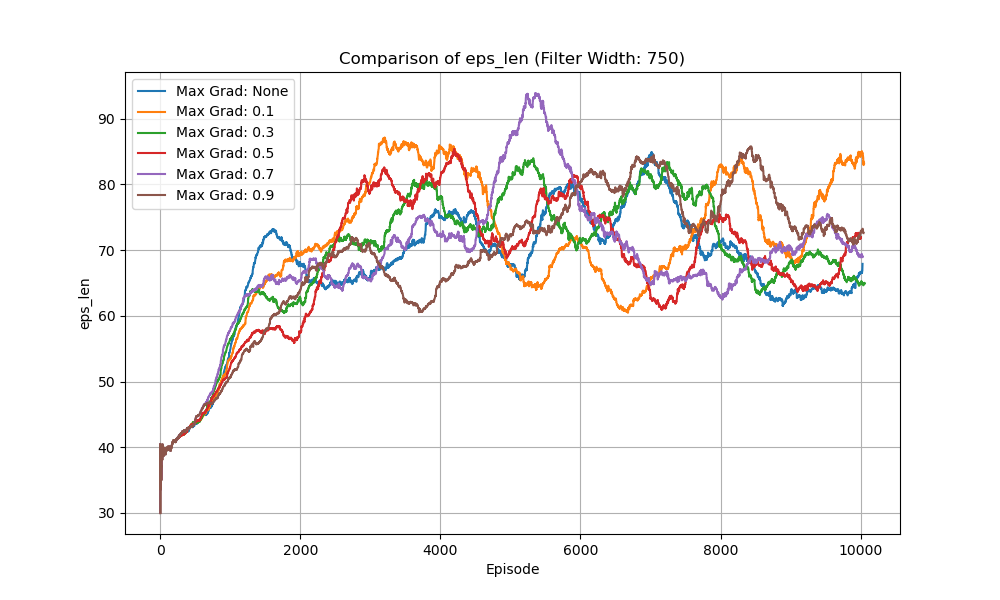 Comparison of eps_len (Filter Width: 750)
Max Grad: None
Max Grad: 0.1
Max Grad: 0.3
Max Grad: 0.5
Max Grad: 0.7
Max Grad: 0.9
90
80
70
60
50
40
30
eps_len
0 2000 4000 6000 8000 10000
Episode